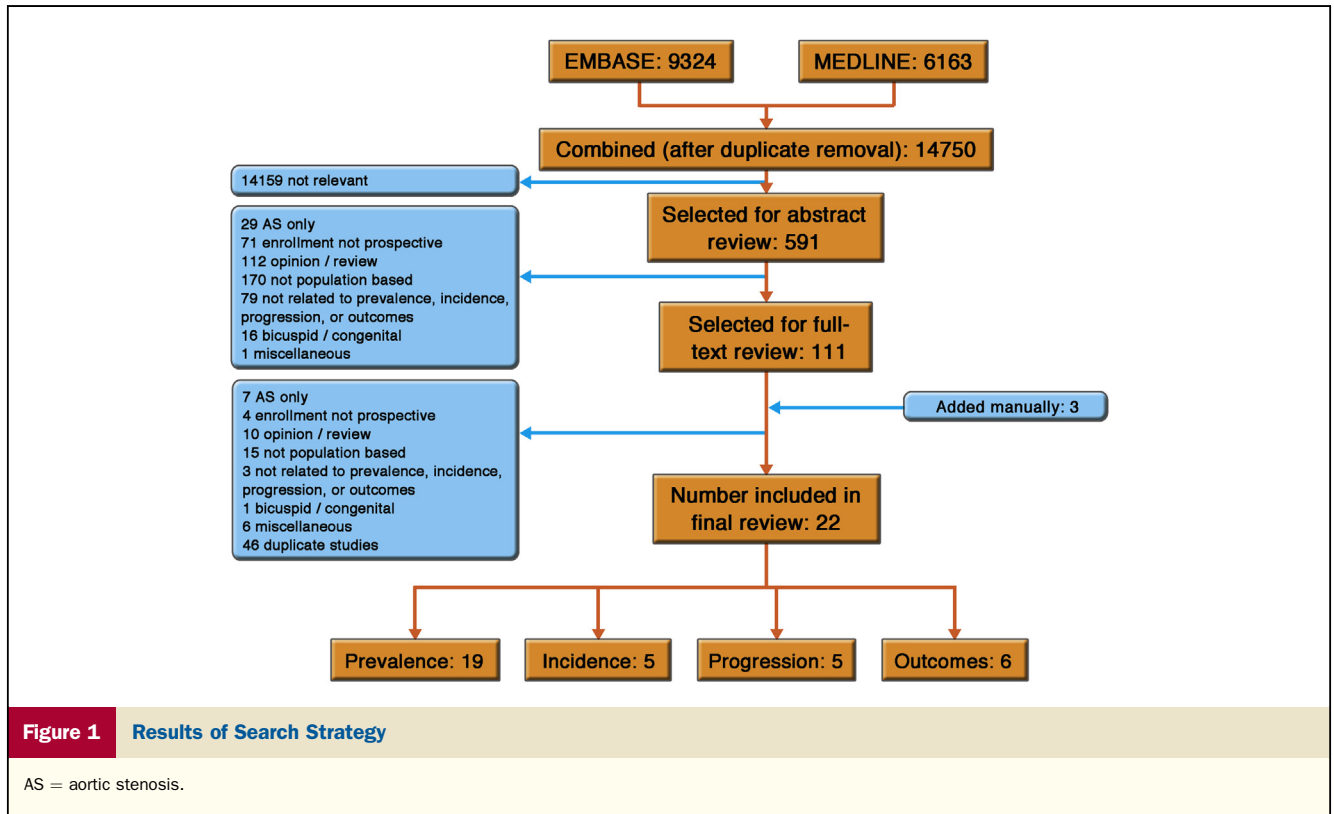 EMBASE: 9324
MEDLINE: 6163
Combined (after duplicate removal): 14750
14159 not relevant
Selected for abstract
review: 591
29 AS only
71 enrollment not prospective
112 opinion / review
170 not population based
79 not related to prevalence, incidence,
progression, or outcomes
16 bicuspid / congenital
1 miscellaneous
Selected for full-
text review: 111
Added manually: 3
7 AS only
4 enrollment not prospective
10 opinion / review
15 not population based
3 not related to prevalence, incidence,
progression, or outcomes
1 bicuspid / congenital
6 miscellaneous
46 duplicate studies
Number included in
final review: 22
Prevalence: 19
Incidence: 5
Progression: 5
Outcomes: 6
Figure 1
Results of Search Strategy
AS = aortic stenosis.